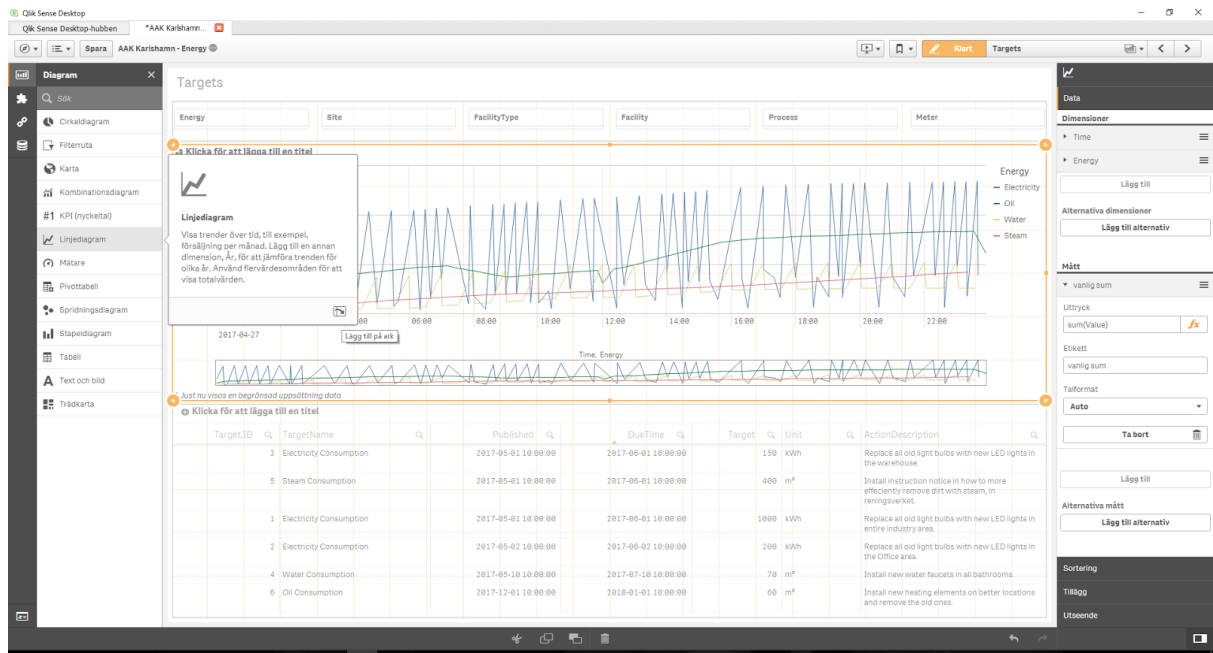 Qlik Sense Desktop
Qlik Sense Desktop-hubben
*AAK Karlshamn...
Spara
AAK Karlshamn - Energy
Klart
Targets
Diagram
Sök
Cirkeldiagram
Filterruta
Karta
Kombinationsdiagram
#1 KPI (nyckeltal)
Linjediagram
Mätare
Pivottabell
Spridningsdiagram
Stapeldiagram
Tabell
A Text och bild
Trädkarta
Targets
Energy
Site
FacilityType
Facility
Process
Meter
Klicka för att lägga till en titel
Linjediagram
Visa trender över tid, till exempel,
försäljning per månad. Lägg till en annan
dimension, År, för att jämföra trenden för
olika år. Använd flervärdesområden för att
visa totalvärden.
Lägg till på ark
Energy
Electricity
Oil
Water
Steam
06:00 08:00 10:00 12:00 14:00 16:00 18:00 20:00 22:00
2017-04-27
Time, Energy
Just nu visas en begränsad uppsättning data.
Klicka för att lägga till en titel
Target.ID TargetName Published DueTime Target Unit ActionDescription
3 Electricity Consumption 2017-05-01 10:00:00 2017-06-01 10:00:00 150 kWh Replace all old light bulbs with new LED lights in
the warehouse.
5 Steam Consumption 2017-05-01 10:00:00 2017-06-01 10:00:00 400 m³ Install instruction notice in how to more
effeciently remove dirt with steam, in
reningsverket.
1 Electricity Consumption 2017-05-01 10:00:00 2017-06-01 10:00:00 1000 kWh Replace all old light bulbs with new LED lights in
entire industry area.
2 Electricity Consumption 2017-05-02 10:00:00 2017-06-02 10:00:00 200 kWh Replace all old light bulbs with new LED lights in
the Office area.
4 Water Consumption 2017-05-10 10:00:00 2017-07-10 10:00:00 70 m³ Install new water faucets in all bathrooms.
6 Oil Consumption 2017-12-01 10:00:00 2018-01-01 10:00:00 60 m³ Install new heating elements on better locations
and remove the old ones.
Data
Dimensioner
Time
Energy
Lägg till
Alternativa dimensioner
Lägg till alternativ
Mått
vanlig sum
Uttryck
sum(Value)
fx
Etikett
vanlig sum
Talformat
Auto
Ta bort
Lägg till
Alternativa mått
Lägg till alternativ
Sortering
Tillägg
Utseende